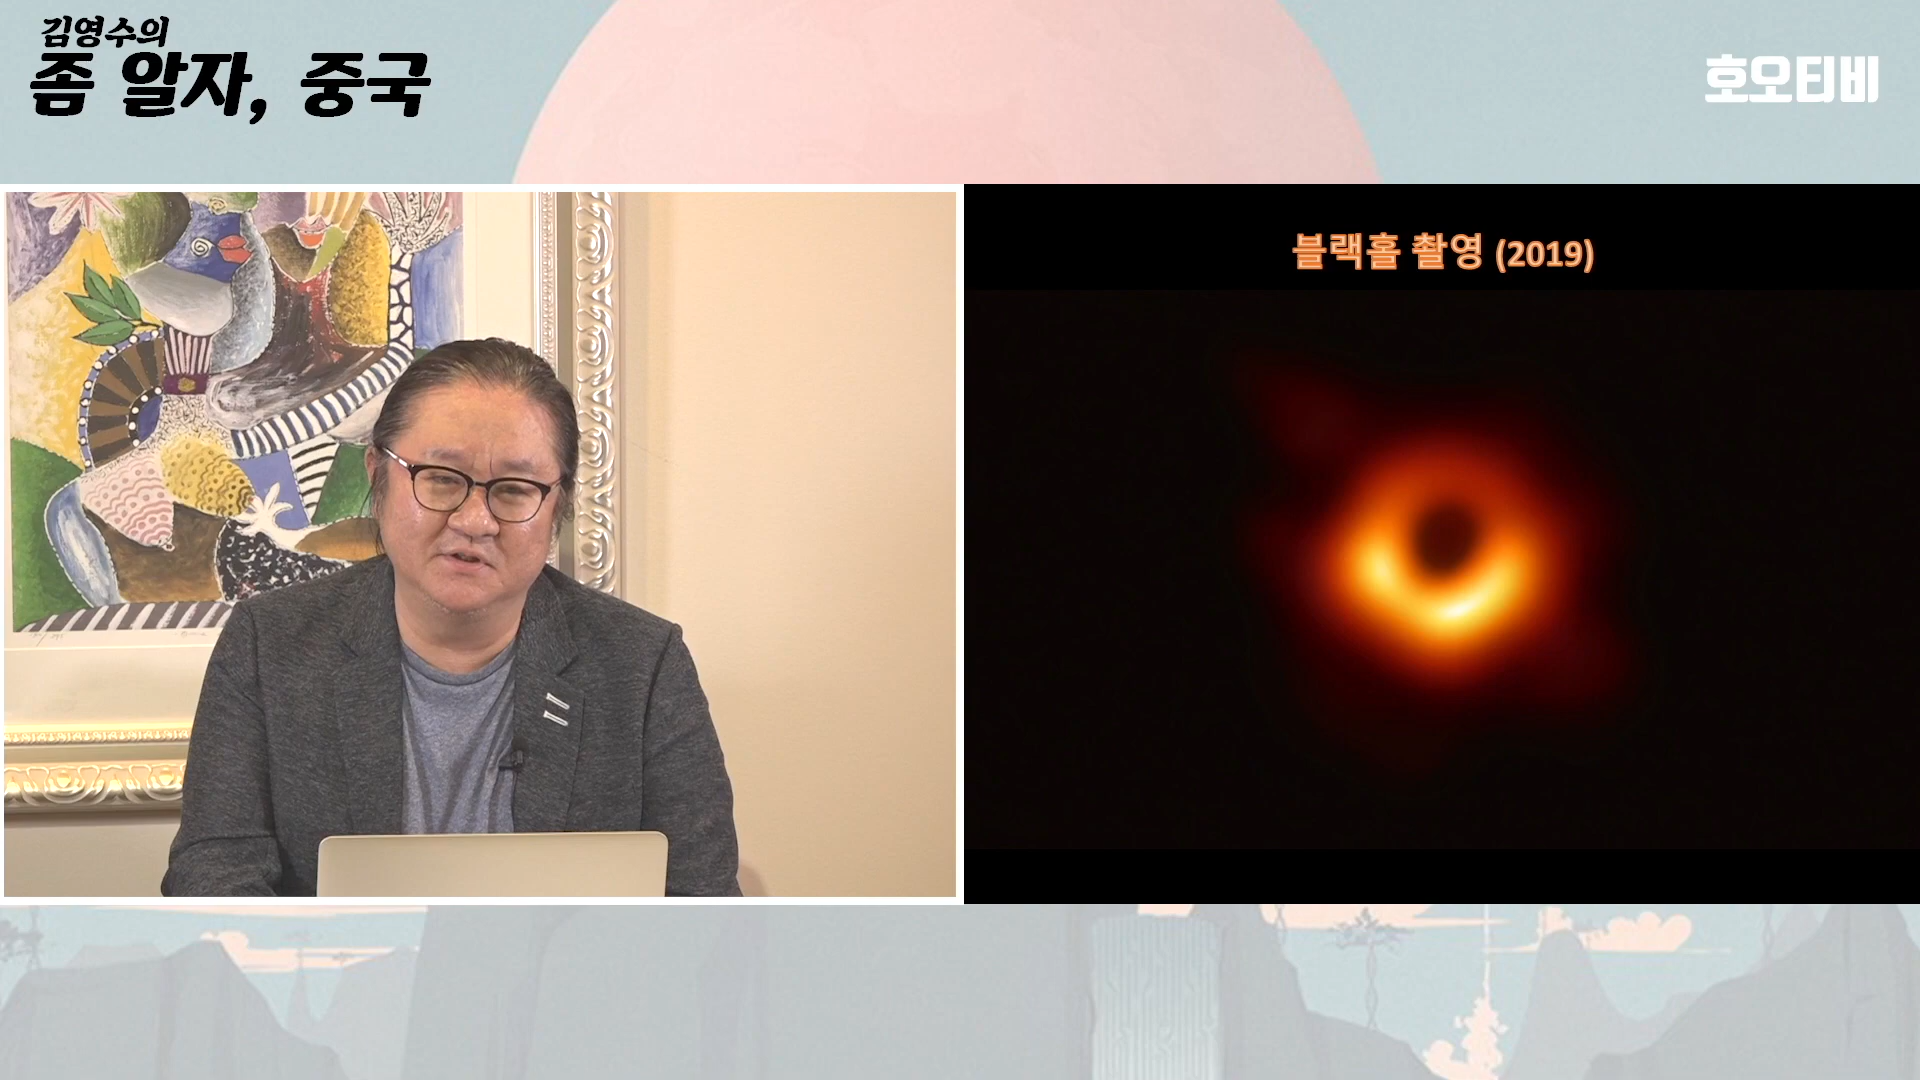 김영수의
좀 알자, 중국
호오티비
블랙홀 촬영 (2019)